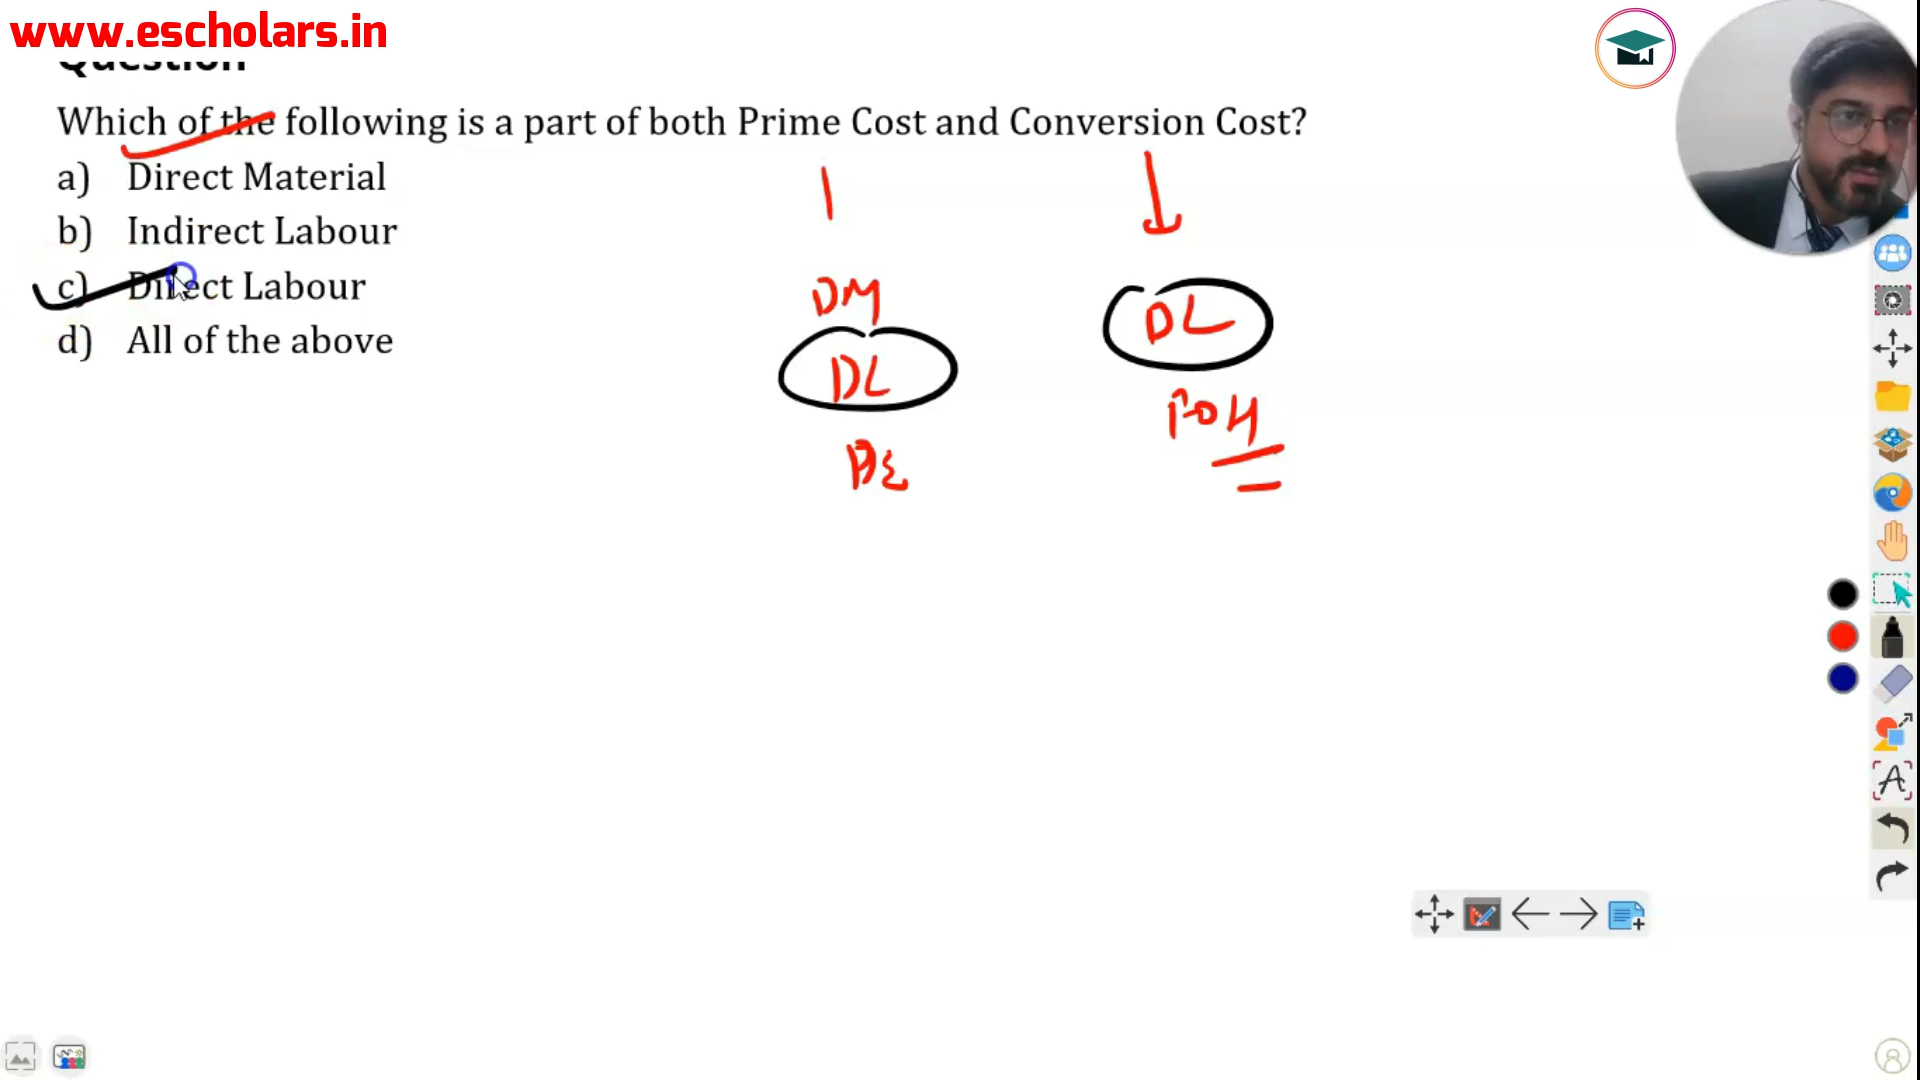 www.escholars.in
Question
Which of the following is a part of both Prime Cost and Conversion Cost?
a) Direct Material
b) Indirect Labour
c) Direct Labour
d) All of the above
DM
DL
DE
DL
FOH